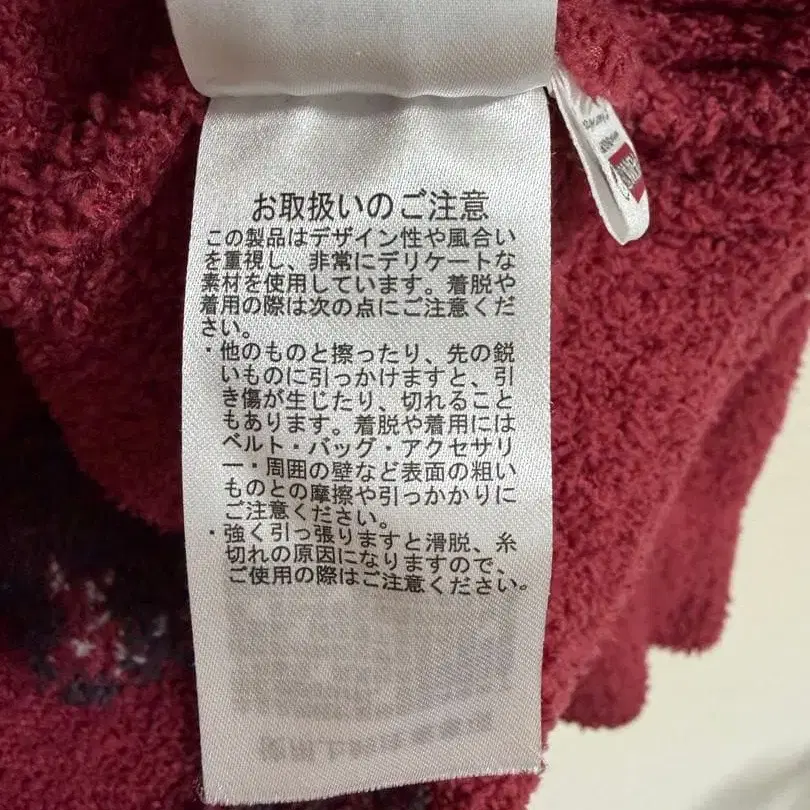 お取扱いのご注意
この製品はデザイン性や風合い
を重視し、非常にデリケートな
素材を使用しています。着脱や
着用の際は次の点にご注意くだ
さい。
・他のものと擦ったり、先の鋭
いものに引っかけますと、引
き傷が生じたり、切れること
もあります。着脱や着用には
ベルト・バッグ・アクセサリ
ー・周囲の壁など表面の粗い
ものとの摩擦や引っかかりに
ご注意ください。
・強く引っ張りますと滑脱、糸
切れの原因になりますので、
ご使用の際はご注意ください。